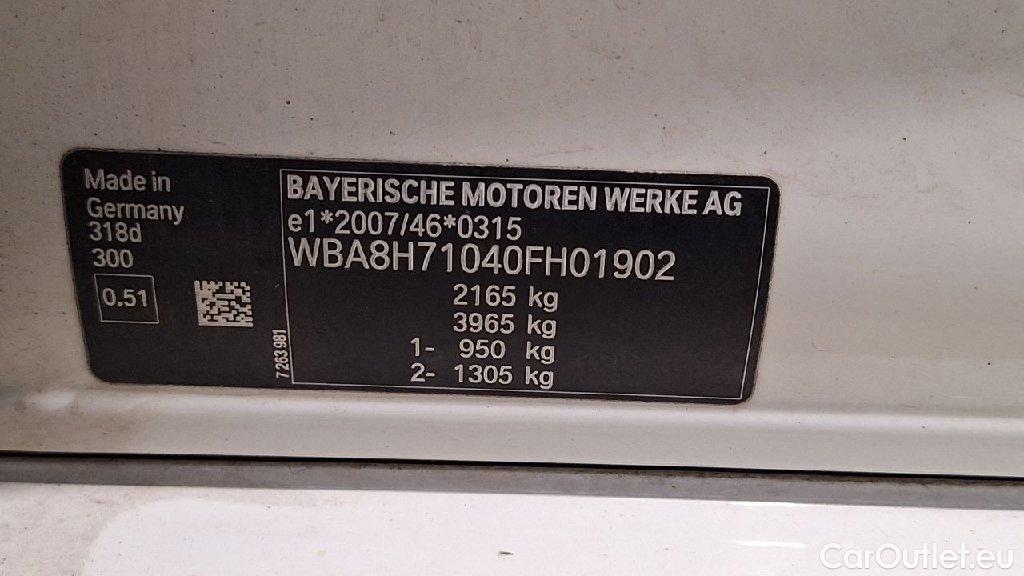 Made in
Germany
318d
300
0.51
7 263 981
BAYERISCHE MOTOREN WERKE AG
e1*2007/46*0315
WBA8H71040FH01902
2165 kg
3965 kg
1- 950 kg
2- 1305 kg
CarOutlet.eu